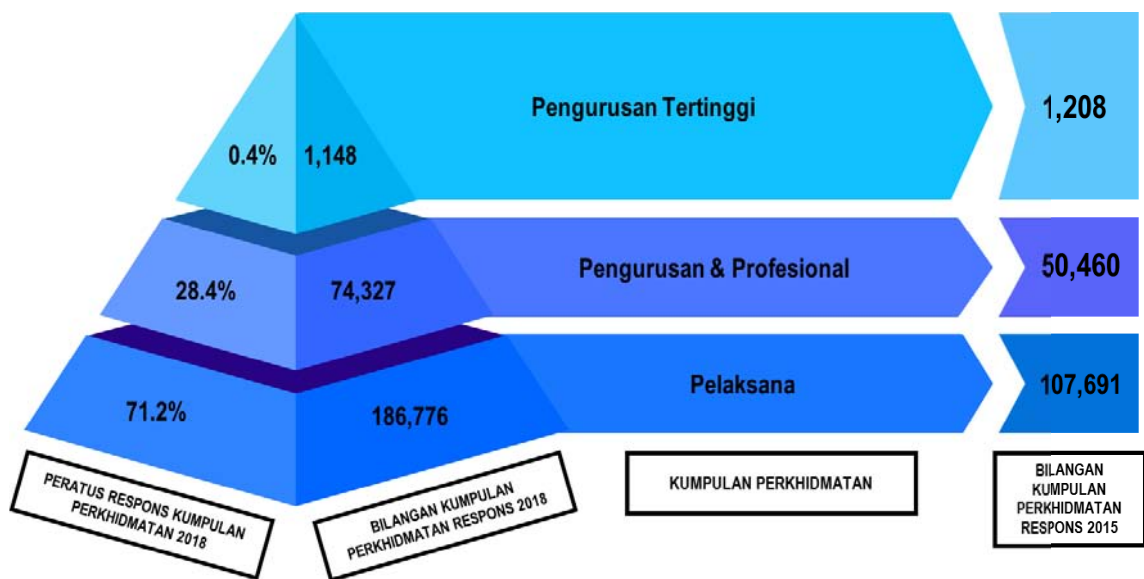 Pengurusan Tertinggi
1,208
0.4%
1,148
Pengurusan & Profesional
50,460
28.4%
74,327
Pelaksana
107,691
71.2%
186,776
PERATUS RESPONS KUMPULAN
PERKHIDMATAN 2018
BILANGAN KUMPULAN
PERKHIDMATAN RESPONS 2018
KUMPULAN PERKHIDMATAN
BILANGAN
KUMPULAN
PERKHIDMATAN
RESPONS 2015